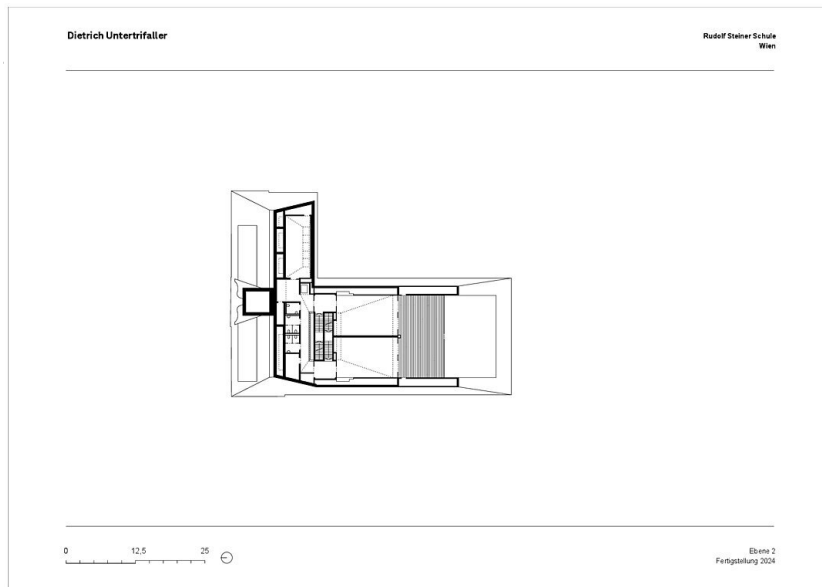 Dietrich Untertrifaller
Rudolf Steiner Schule
Wien
0 12,5 25
Ebene 2
Fertigstellung 2024